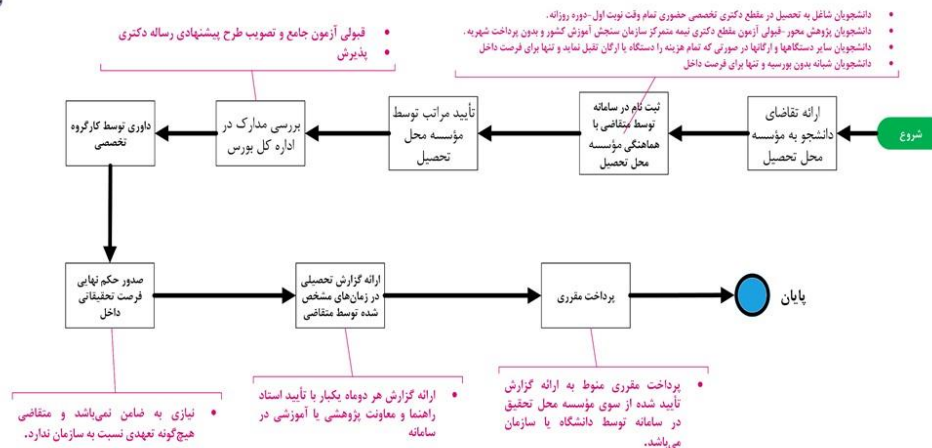 دانشجویان شاغل به تحصیل در مقطع دکتری تخصصی حضوری تمام وقت نوبت اول-دوره روزانه.
دانشجویان پژوهش محور-قبولی آزمون مقطع دکتری نیمه متمرکز سازمان سنجش آموزش کشور و بدون پرداخت شهریه.
دانشجویان سایر دستگاهها و ارگانها در صورتی که تمام هزینه را دستگاه یا ارگان تقبل نماید و تنها برای فرصت داخل
دانشجویان شبانه بدون بورسیه و تنها برای فرصت داخل
قبولی آزمون جامع و تصویب طرح پیشنهادی رساله دکتری
پذیرش
شروع
ارائه تقاضای
دانشجو به مؤسسه
محل تحصیل
ثبت نام در سامانه
توسط متقاضی با
هماهنگی مؤسسه
محل تحصیل
تأیید مراتب توسط
مؤسسه محل
تحصیل
بررسی مدارک در
اداره کل بورس
داوری توسط کارگروه
تخصصی
صدور حکم نهایی
فرصت تحقیقاتی
داخل
ارائه گزارش تحصیلی
در زمان‌های مشخص
شده توسط متقاضی
پرداخت مقرری
پایان
نیازی به ضامن نمی‌باشد و متقاضی
هیچ‌گونه تعهدی نسبت به سازمان ندارد.
ارائه گزارش هر دوماه یکبار با تأیید استاد
راهنما و معاونت پژوهشی یا آموزشی در
سامانه
پرداخت مقرری منوط به ارائه گزارش
تأیید شده از سوی مؤسسه محل تحقیق
در سامانه توسط دانشگاه یا سازمان
می‌باشد.